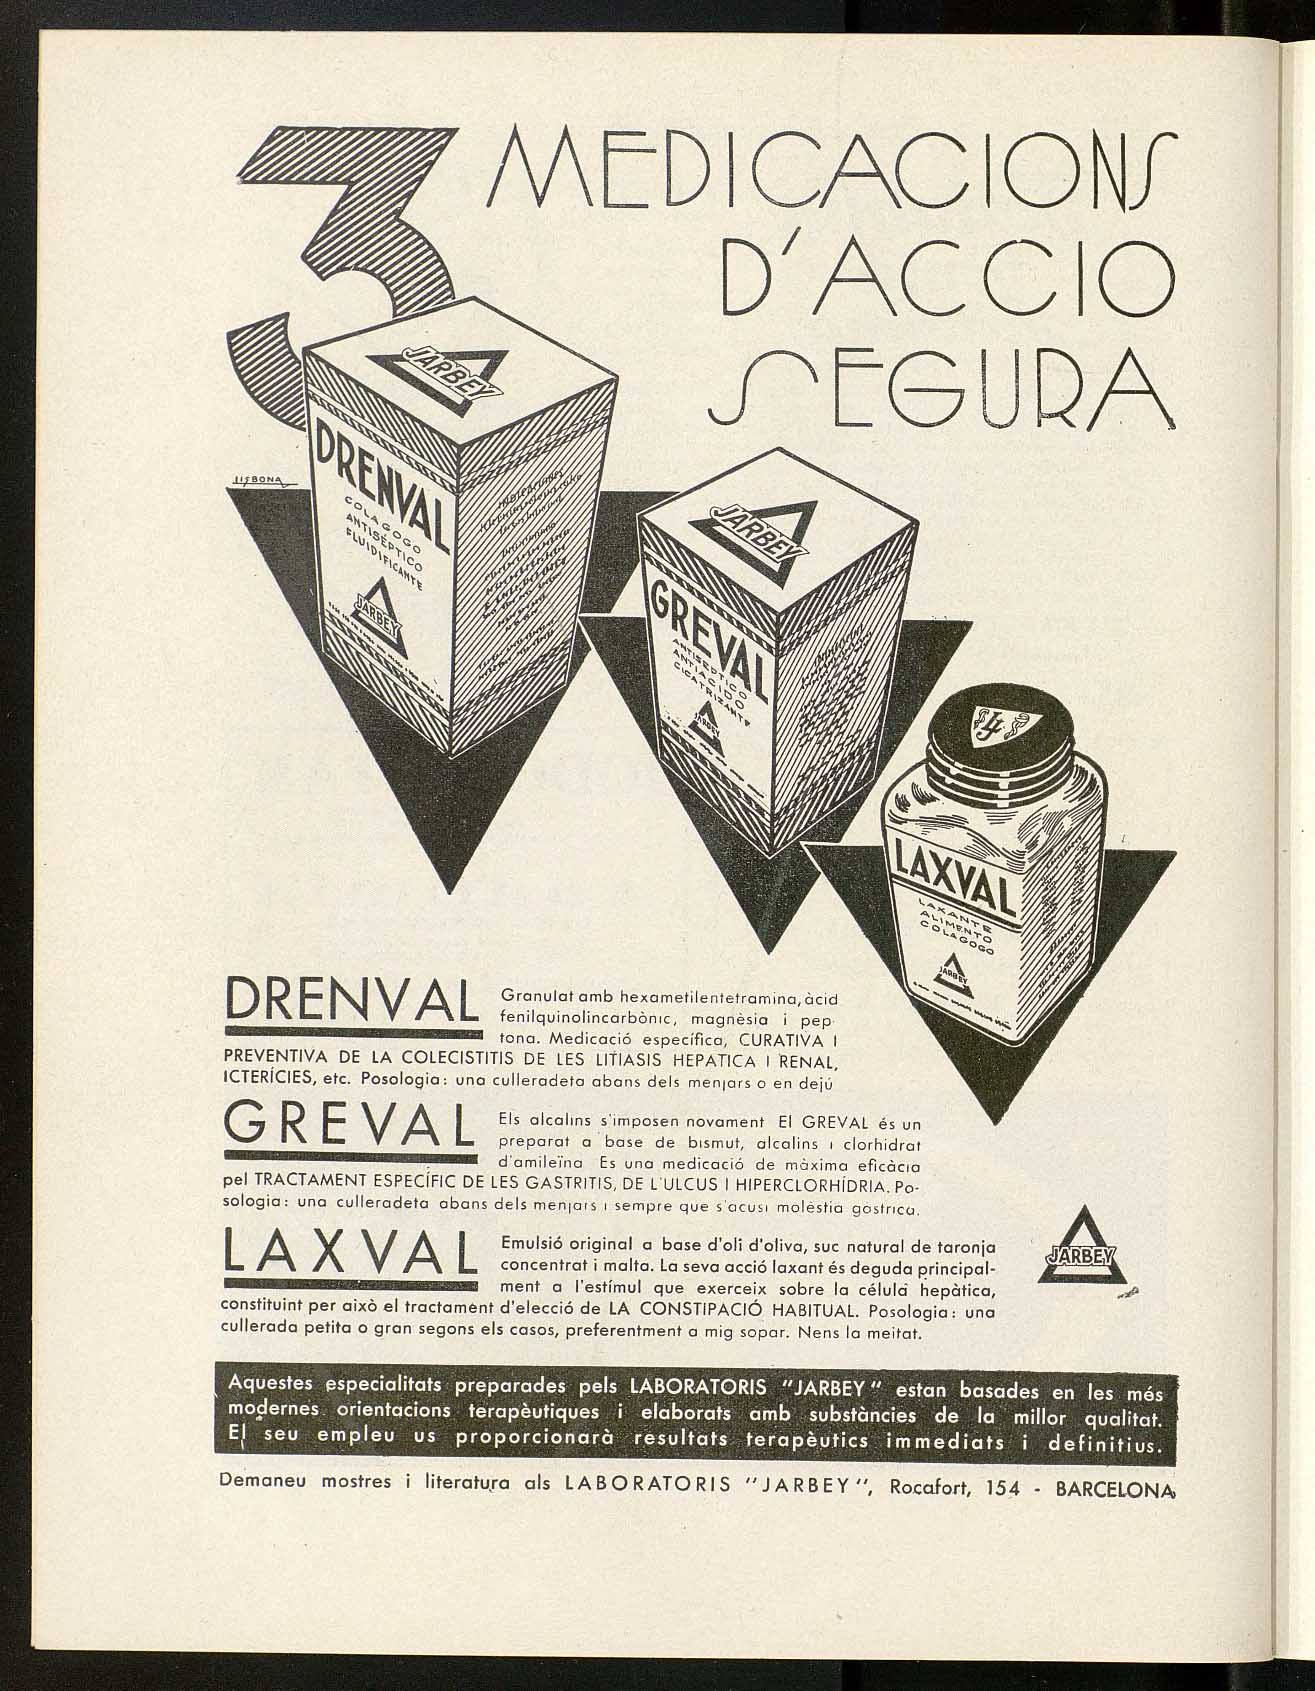 3 MEDICACIONS
D'ACCIO
SEGURA
JARBEY
DRENVAL
COLAGOGO
ANTISÉPTICO
FLUIDIFICANTE
JARBEY
LISBONA
JARBEY
GREVAL
ANTISEPTICO
ANTIACIDO
CICATRIZANTE
JARBEY
LAXVAL
LAXANTE
ALIMENTO
COLAGOGO
JARBEY
DRENVAL
Granulat amb hexametilentetramina, àcid
fenilquinolincarbònic, magnèsia i pep-
tona. Medicació específica, CURATIVA I
PREVENTIVA DE LA COLECISTITIS DE LES LITIASIS HEPATICA I RENAL,
ICTERÍCIES, etc. Posologia: una culleradeta abans dels menjars o en dejú
GREVAL
Els alcalins s'imposen novament El GREVAL és un
preparat a base de bismut, alcalins i clorhidrat
d'amileïna Es una medicació de màxima eficàcia
pel TRACTAMENT ESPECÍFIC DE LES GASTRITIS, DE L'ULCUS I HIPERCLORHÍDRIA. Po-
sologia: una culleradeta abans dels menjars i sempre que s'acusi molèstia gàstrica.
LAXVAL
Emulsió original a base d'oli d'oliva, suc natural de taronja
concentrat i malta. La seva acció laxant és deguda principal-
ment a l'estímul que exerceix sobre la célula hepàtica,
constituint per això el tractament d'elecció de LA CONSTIPACIÓ HABITUAL. Posologia: una
cullerada petita o gran segons els casos, preferentment a mig sopar. Nens la meitat.
JARBEY
Aquestes especialitats preparades pels LABORATORIS "JARBEY" estan basades en les més
modernes orientacions terapèutiques i elaborats amb substàncies de la millor qualitat.
El seu empleu us proporcionarà resultats terapèutics immediats i definitius.
Demaneu mostres i literatura als LABORATORIS "JARBEY", Rocafort, 154 - BARCELONA